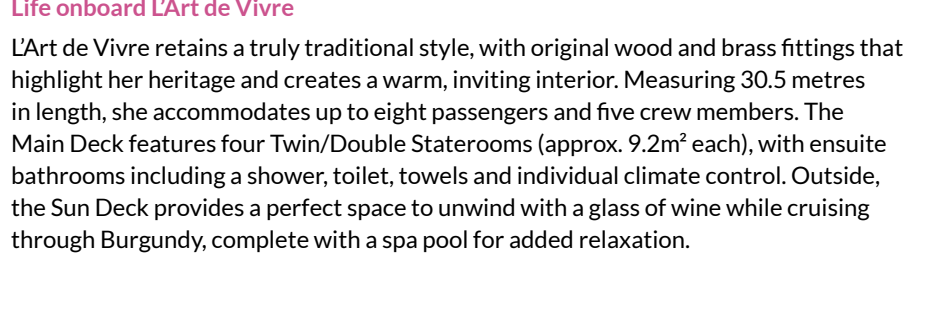 Life onboard L’Art de Vivre
L’Art de Vivre retains a truly traditional style, with original wood and brass fittings that
highlight her heritage and creates a warm, inviting interior. Measuring 30.5 metres
in length, she accommodates up to eight passengers and five crew members. The
Main Deck features four Twin/Double Staterooms (approx. 9.2m² each), with ensuite
bathrooms including a shower, toilet, towels and individual climate control. Outside,
the Sun Deck provides a perfect space to unwind with a glass of wine while cruising
through Burgundy, complete with a spa pool for added relaxation.